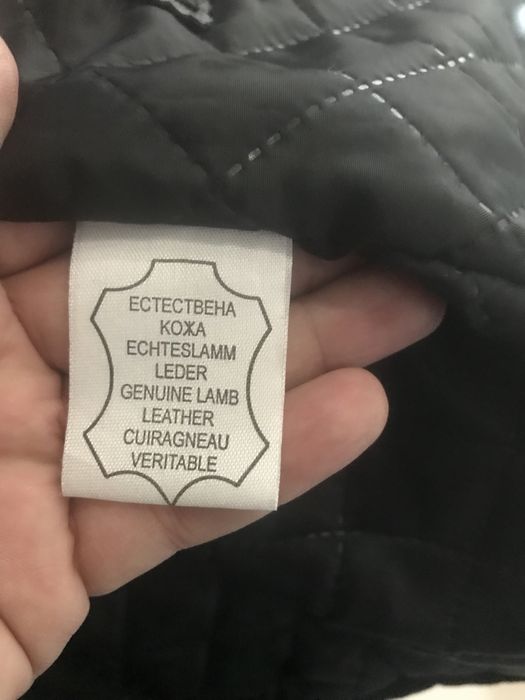 ЕСТЕСТВЕНА
КОЖА
ECHTESLAMM
LEDER
GENUINE LAMB
LEATHER
CUIRAGNEAU
VERITABLE